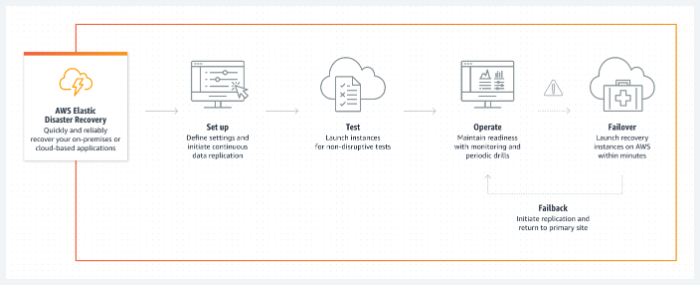 AWS Elastic
Disaster Recovery
Quickly and reliably
recover your on-premises or
cloud-based applications
Set up
Define settings and
initiate continuous
data replication
Test
Launch instances
for non-disruptive tests
Operate
Maintain readiness
with monitoring and
periodic drills
Failover
Launch recovery
instances on AWS
within minutes
Failback
Initiate replication and
return to primary site